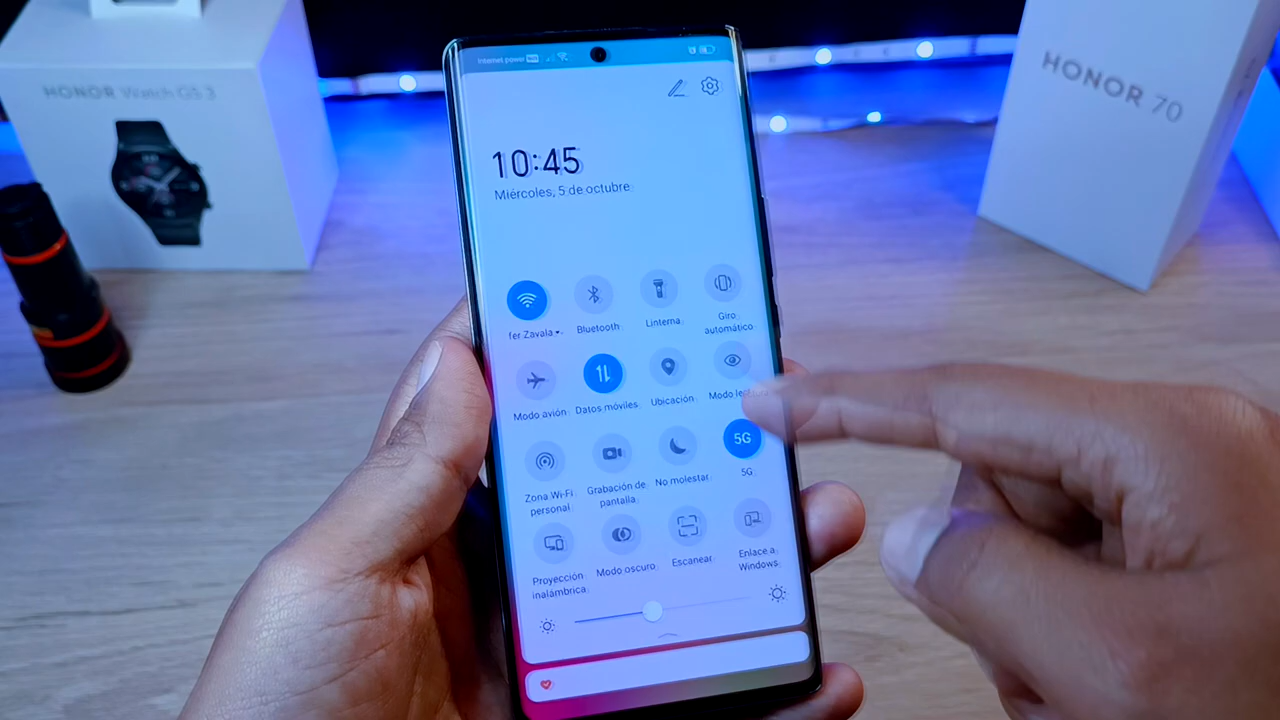 HONOR Watch GS 3
HONOR 70
Internet power
10:45
Miércoles, 5 de octubre
fer Zavala
Bluetooth
Linterna
Giro
automático
Modo avión
Datos móviles
Ubicación
Modo lectura
5G
Zona Wi-Fi
personal
Grabación de
pantalla
No molestar
5G
Proyección
inalámbrica
Modo oscuro
Escanear
Enlace a
Windows